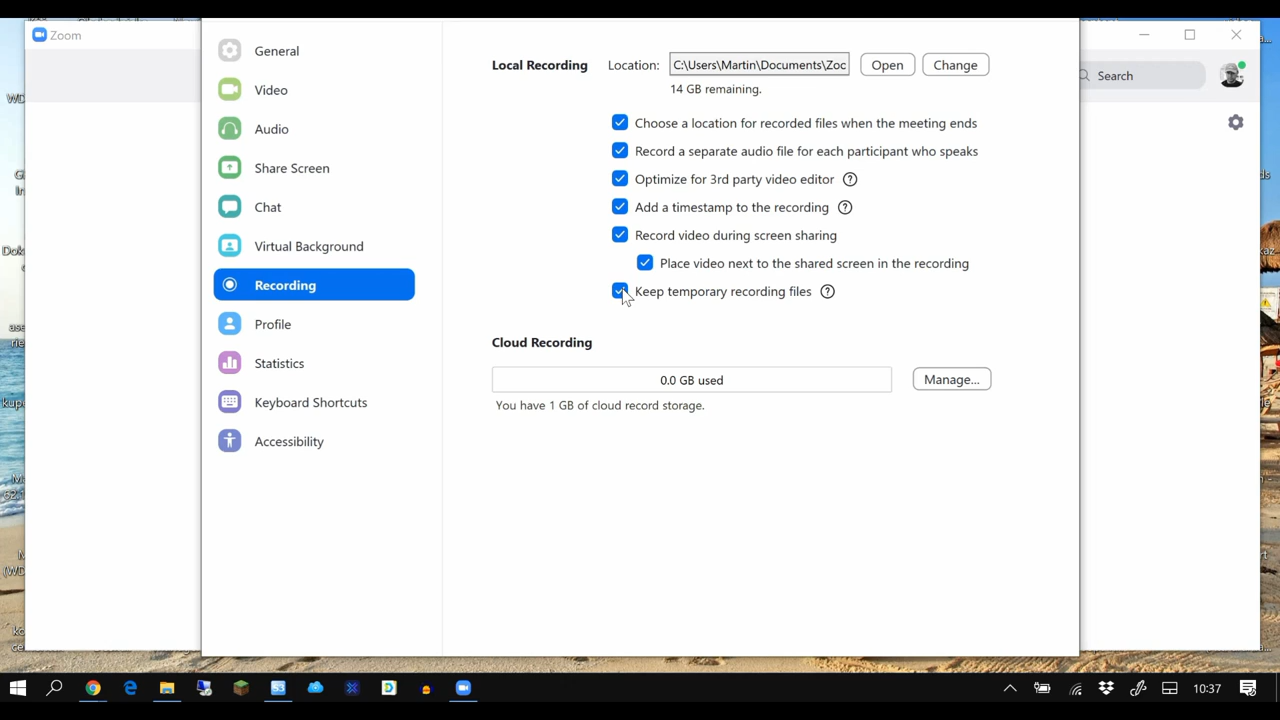 Zoom
General
Video
Audio
Share Screen
Chat
Virtual Background
Recording
Profile
Statistics
Keyboard Shortcuts
Accessibility
Local Recording Location: C:\Users\Martin\Documents\Zoc Open Change
14 GB remaining.
Choose a location for recorded files when the meeting ends
Record a separate audio file for each participant who speaks
Optimize for 3rd party video editor ?
Add a timestamp to the recording ?
Record video during screen sharing
Place video next to the shared screen in the recording
Keep temporary recording files ?
Cloud Recording
0.0 GB used Manage...
You have 1 GB of cloud record storage.
Search
10:37